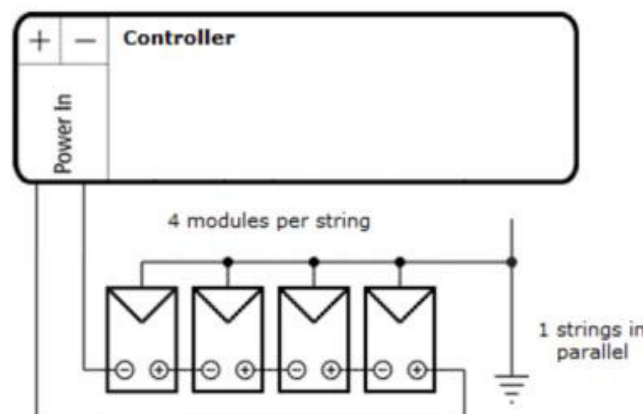 + − Controller
Power In
4 modules per string
1 strings in
parallel
− + − + − + − +